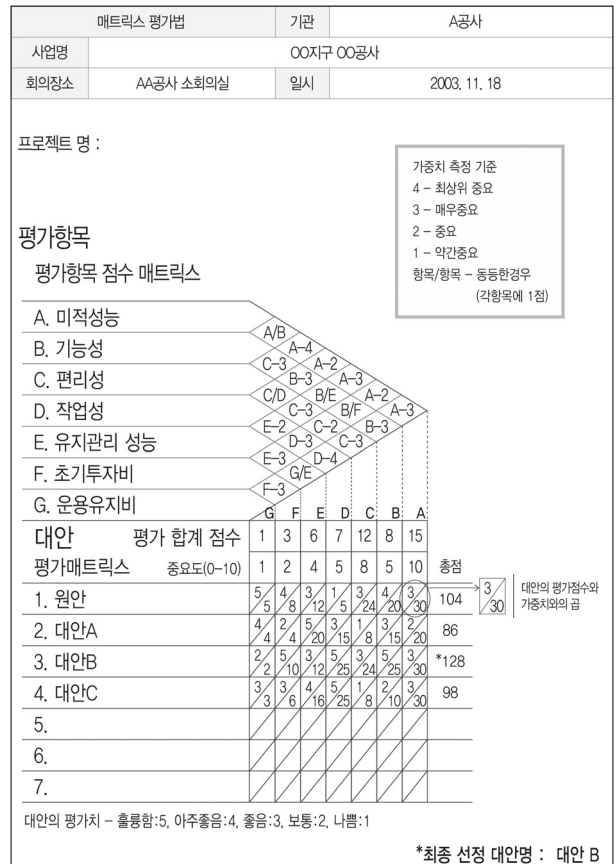 매트릭스 평가법 기관 A공사
사업명 OO지구 OO공사
회의장소 AA공사 소회의실 일시 2003. 11. 18
프로젝트 명 :
가중치 측정 기준
4 – 최상위 중요
3 – 매우중요
2 – 중요
1 – 약간중요
항목/항목 – 동등한경우
(각항목에 1점)
평가항목
평가항목 점수 매트릭스
A. 미적성능
B. 기능성
C. 편리성
D. 작업성
E. 유지관리 성능
F. 초기투자비
G. 운용유지비
A/B A-4 A-2 A-3 A-2 A-3
C-3 B-3 B/E B/F B-3
C/D C-3 C-2 C-3
E-2 D-3 D-4
E-3 G/E
F-3
G F E D C B A
대안 평가 합계 점수 1 3 6 7 12 8 15
평가매트릭스 중요도(0-10) 1 2 4 5 8 5 10 총점
1. 원안 5/5 4/8 3/12 1/5 3/24 4/20 3/30 104
2. 대안A 4/4 2/4 5/20 3/15 1/8 3/15 2/20 86
3. 대안B 2/2 5/10 3/12 5/25 3/24 5/25 3/30 *128
4. 대안C 3/3 3/6 4/16 5/25 1/8 2/10 3/30 98
5.
6.
7.
3/30 대안의 평가점수와
가중치와의 곱
대안의 평가치 – 훌륭함:5, 아주좋음:4, 좋음:3, 보통:2, 나쁨:1
*최종 선정 대안명 : 대안 B